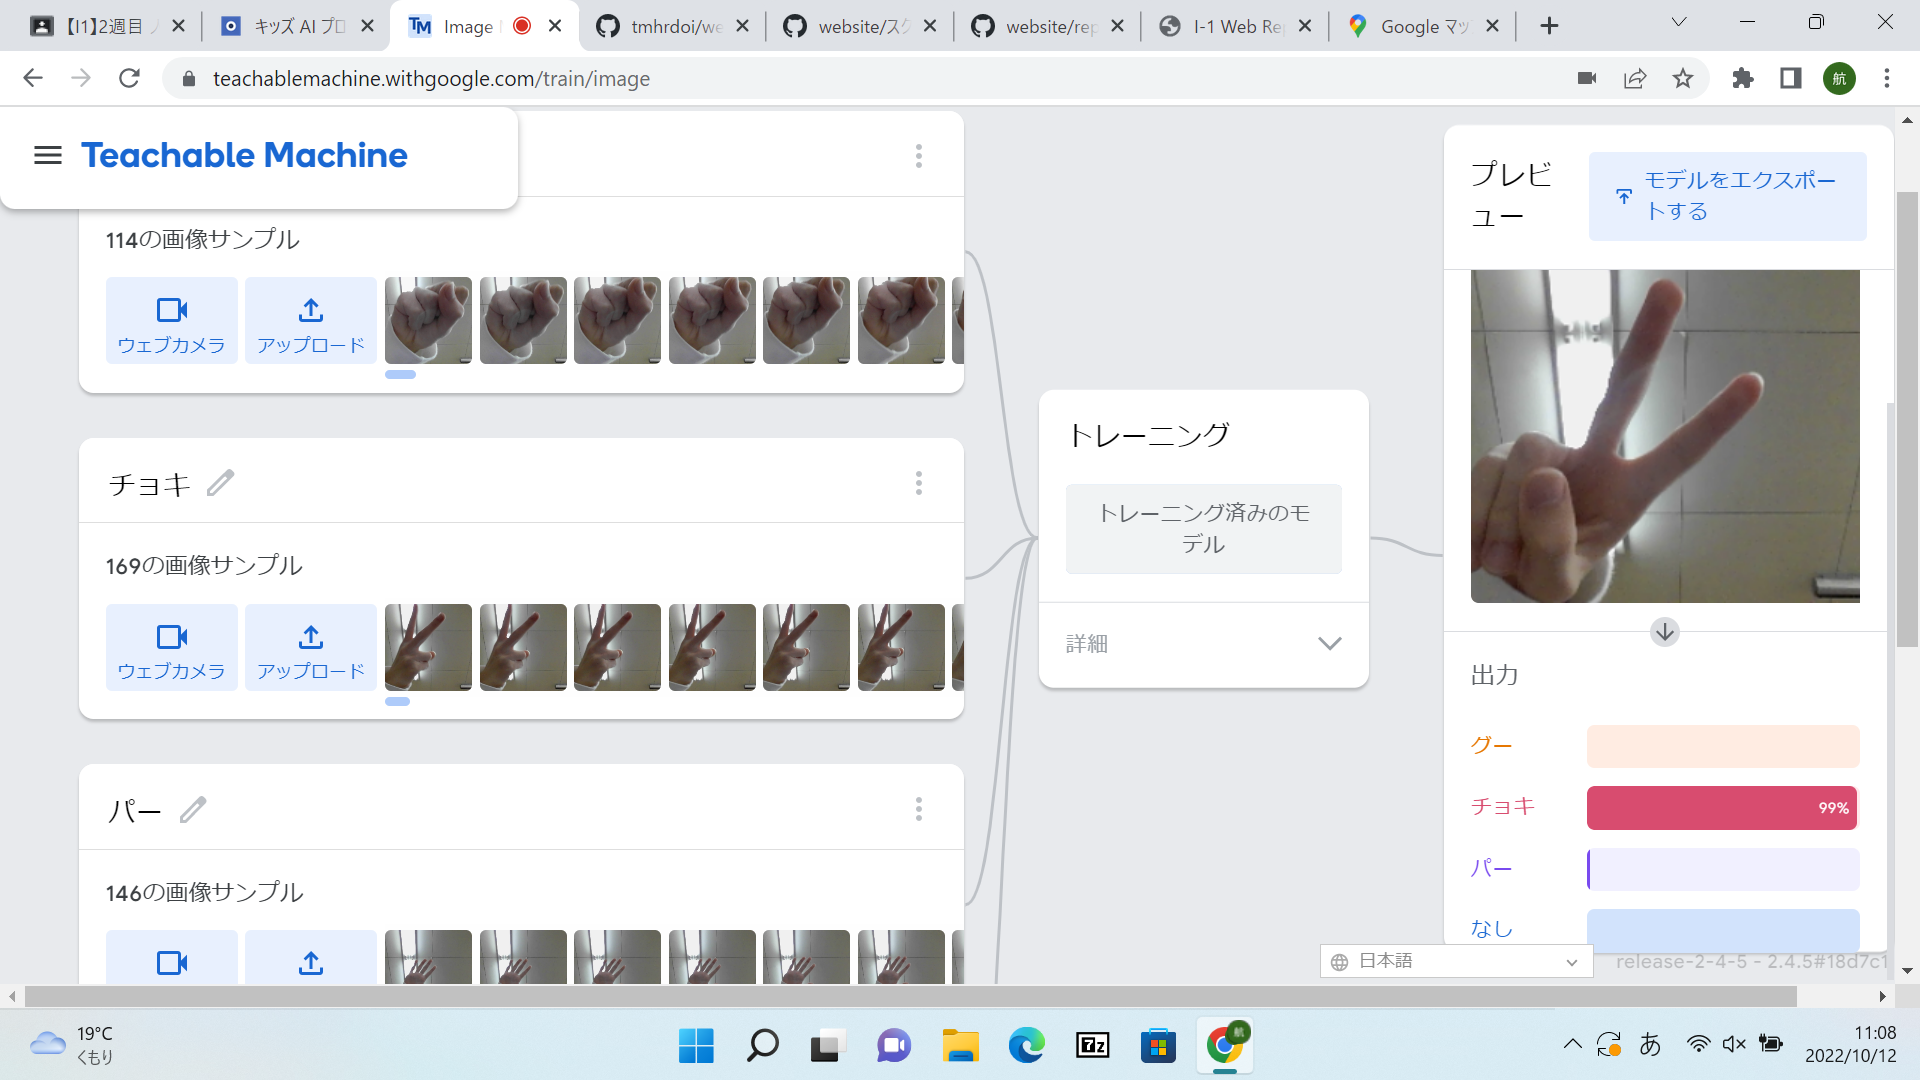 【I1】2週目
キッズ AI プロ
Image
tmhrdoi/we
website/スク
website/rep
I-1 Web Rep
Google マッ
teachablemachine.withgoogle.com/train/image
航
Teachable Machine
114の画像サンプル
ウェブカメラ
アップロード
チョキ
169の画像サンプル
ウェブカメラ
アップロード
パー
146の画像サンプル
トレーニング
トレーニング済みのモ
デル
詳細
プレビ
ュー
モデルをエクスポー
トする
出力
グー
チョキ
99%
パー
なし
日本語
release-2-4-5 - 2.4.5#18d7c1
19°C
くもり
7z
航
あ
11:08
2022/10/12